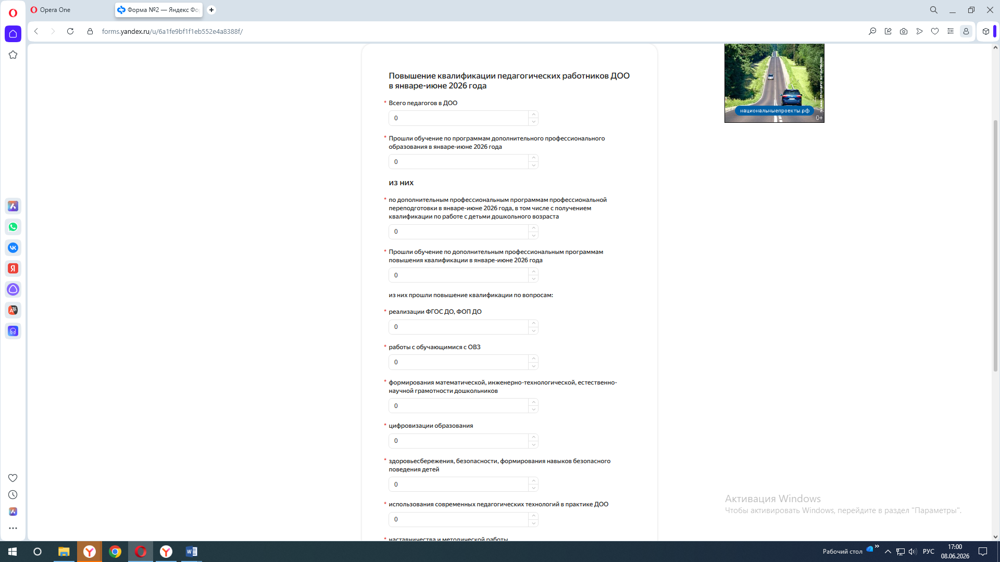 Opera One
Форма №2 — Яндекс Фо
forms.yandex.ru/u/6a1fe9bf1f1eb552e4a8388f/
национальныепроекты.рф
0+
Повышение квалификации педагогических работников ДОО
в январе-июне 2026 года
* Всего педагогов в ДОО
0
* Прошли обучение по программам дополнительного профессионального
образования в январе-июне 2026 года
0
из них
* по дополнительным профессиональным программам профессиональной
переподготовки в январе-июне 2026 года, в том числе с получением
квалификации по работе с детьми дошкольного возраста
0
* Прошли обучение по дополнительным профессиональным программам
повышения квалификации в январе-июне 2026 года
0
из них прошли повышение квалификации по вопросам:
* реализации ФГОС ДО, ФОП ДО
0
* работы с обучающимися с ОВЗ
0
* формирования математической, инженерно-технологической, естественно-
научной грамотности дошкольников
0
* цифровизации образования
0
* здоровьесбережения, безопасности, формирования навыков безопасного
поведения детей
0
* использования современных педагогических технологий в практике ДОО
0
* наставничества и методической работы
Активация Windows
Чтобы активировать Windows, перейдите в раздел "Параметры".
Рабочий стол
РУС
17:00
08.06.2026